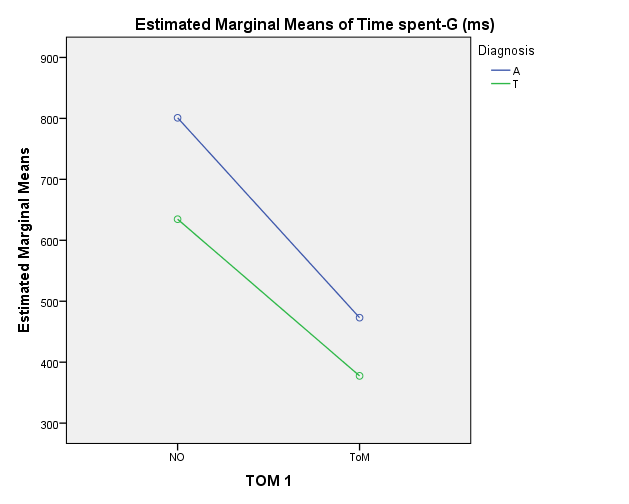 Estimated Marginal Means of Time spent-G (ms)
Diagnosis
A
T
Estimated Marginal Means
900
800
700
600
500
400
300
NO
ToM
TOM 1